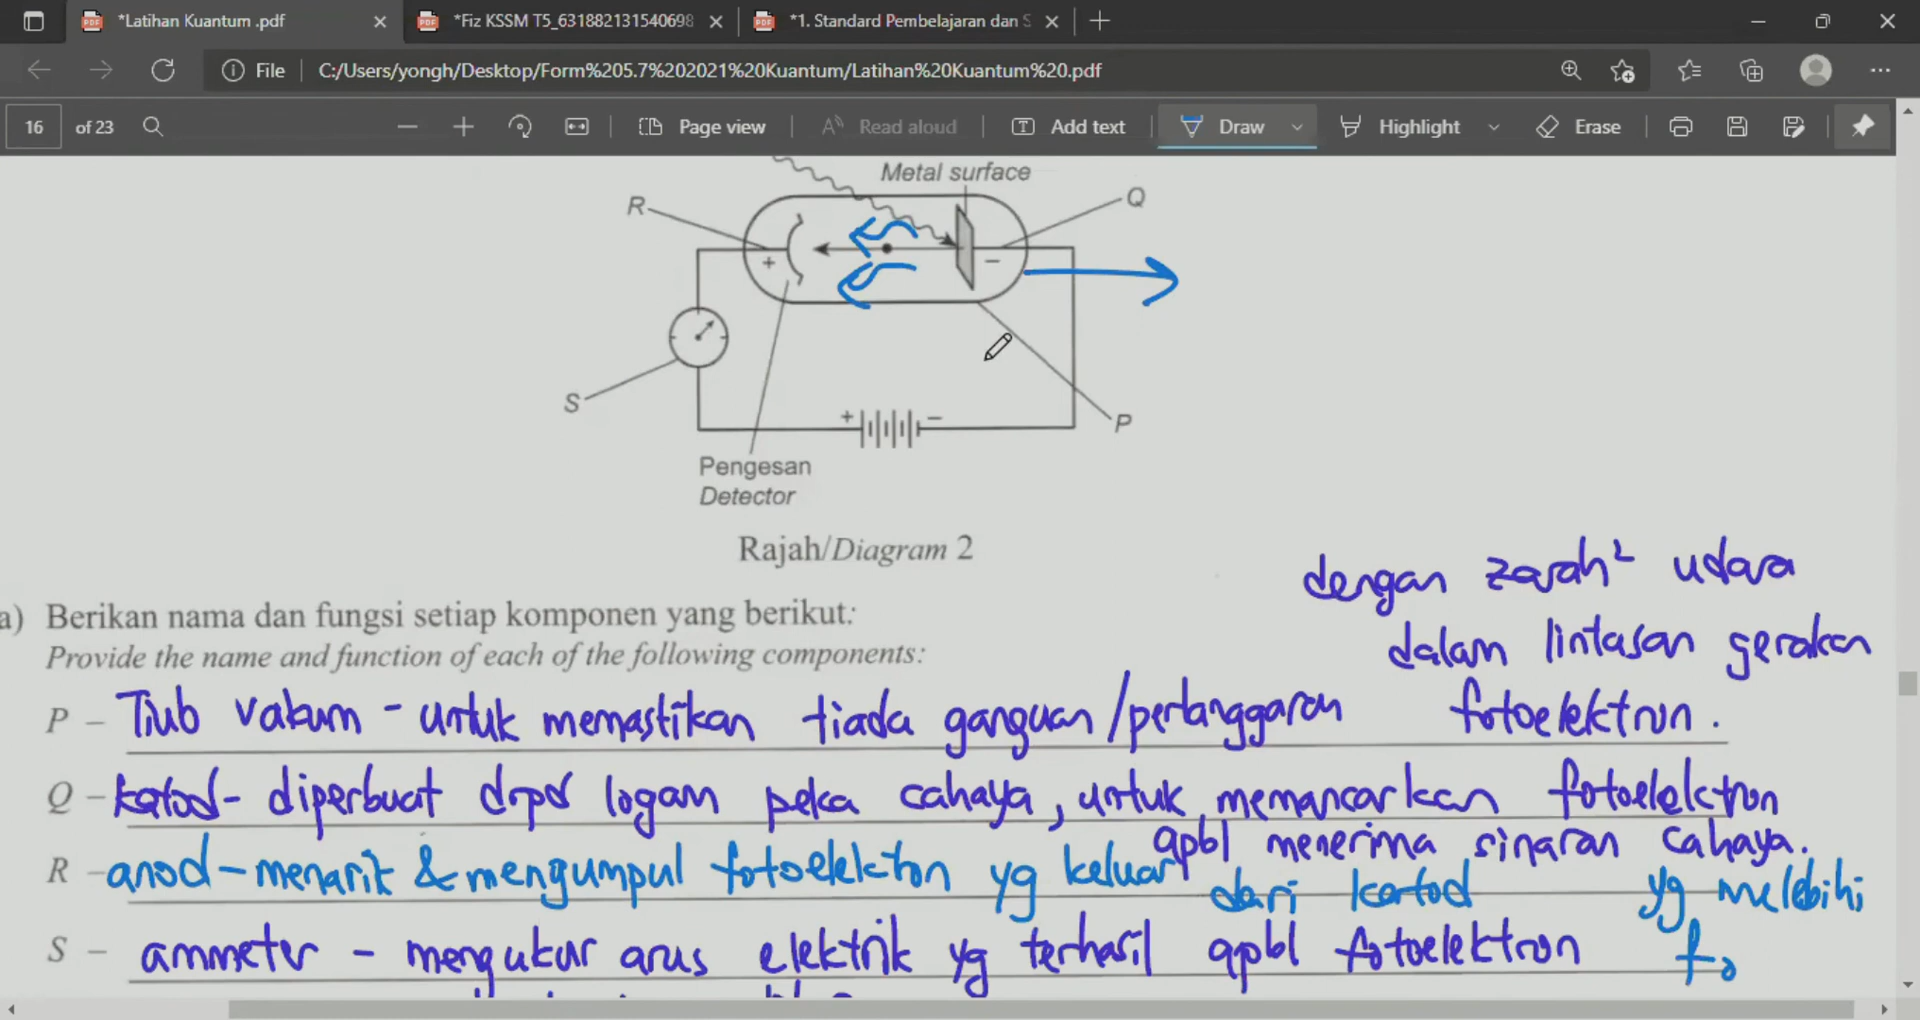 *Latihan Kuantum .pdf
*Fiz KSSM T5_631882131540698
*1. Standard Pembelajaran dan S
File
C:/Users/yongh/Desktop/Form%205.7%202021%20Kuantum/Latihan%20Kuantum%20.pdf
16 of 23
Page view
Read aloud
Add text
Draw
Highlight
Erase
Metal surface
R
Q
+
−
S
+
−
P
Pengesan
Detector
Rajah/Diagram 2
dengan zarah² udara
dalam lintasan gerakan
a) Berikan nama dan fungsi setiap komponen yang berikut:
Provide the name and function of each of the following components:
P – Tiub vakum - untuk memastikan tiada ganguan/pertanggaran fotoelektron.
Q – katod - diperbuat drpd logam peka cahaya, untuk memancarkan fotoelektron
apbl menerima sinaran cahaya.
R – anod - menarik & mengumpul fotoelekton yg keluar dari katod
yg melebihi
f₀
S – ammeter - mengukur arus elektrik yg terhasil apbl fotoelektron